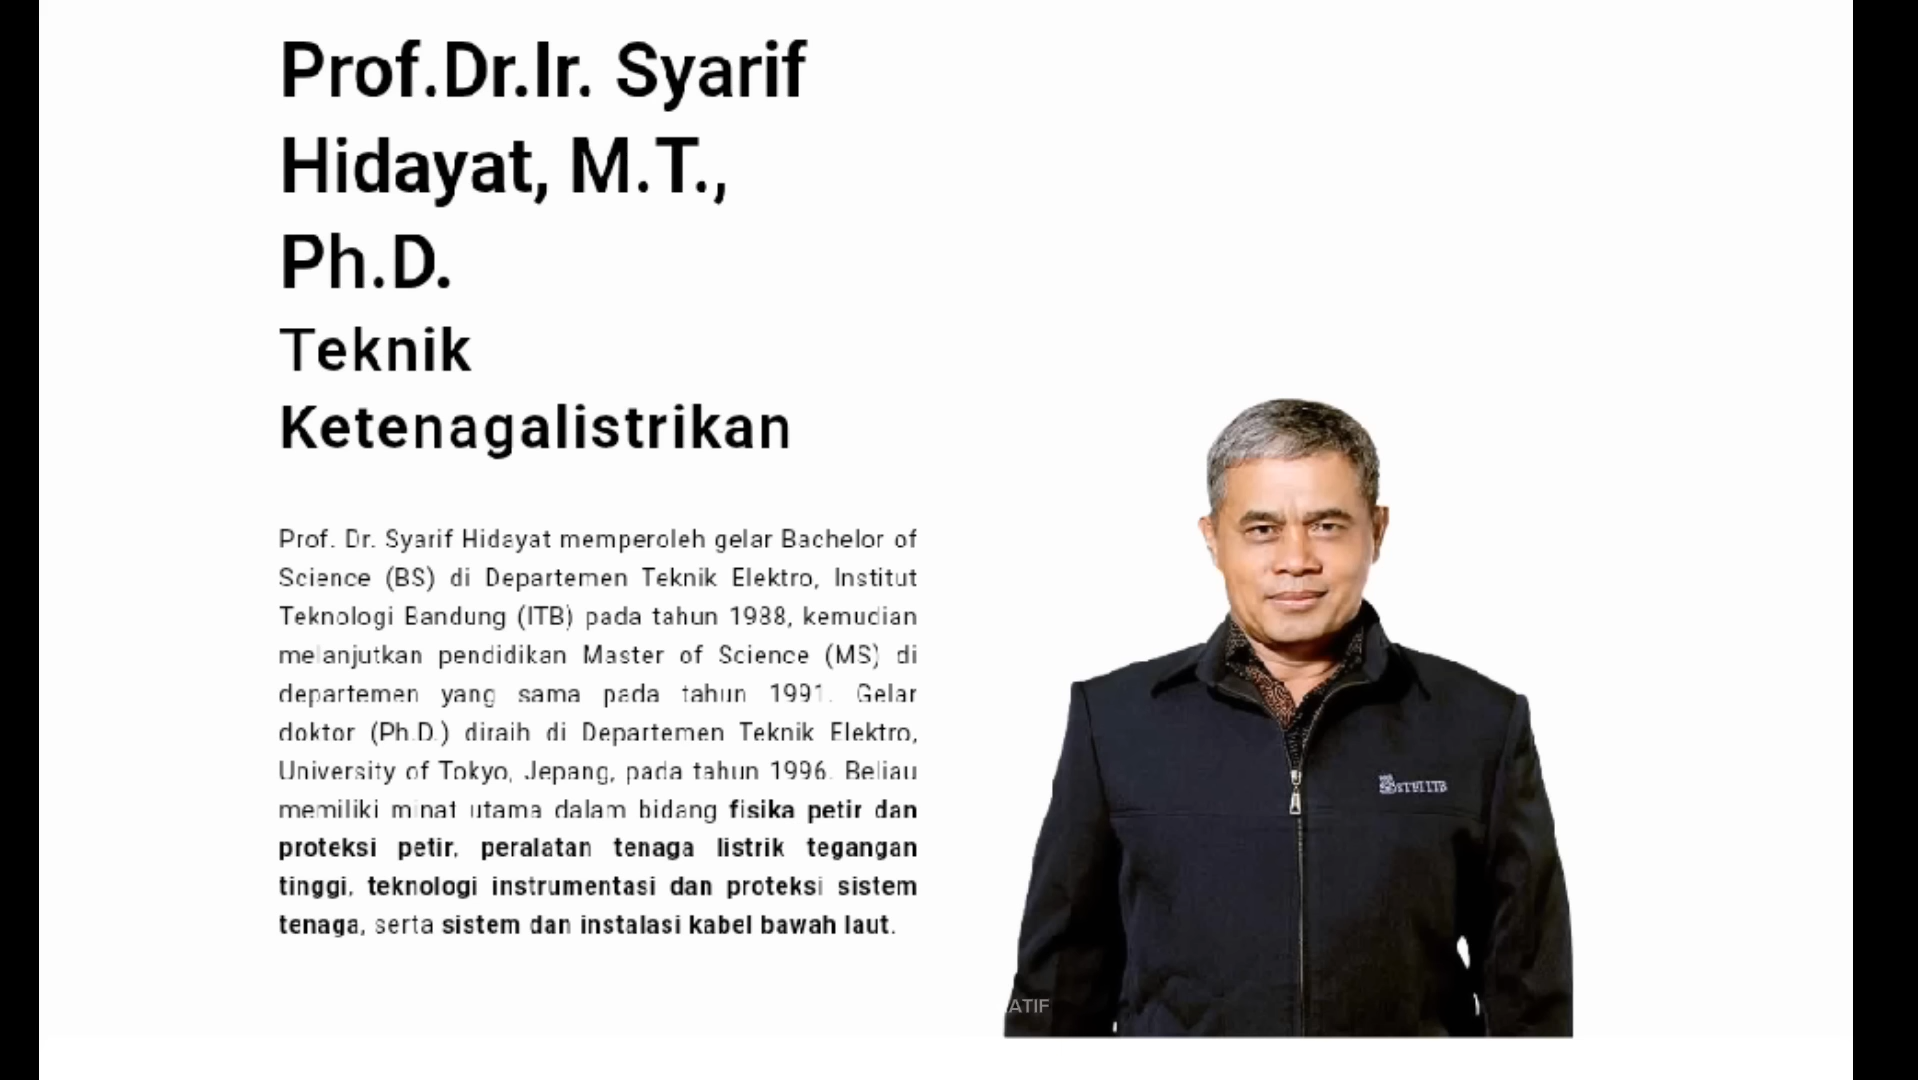 Prof.Dr.Ir. Syarif
Hidayat, M.T.,
Ph.D.
Teknik
Ketenagalistrikan
Prof. Dr. Syarif Hidayat memperoleh gelar Bachelor of
Science (BS) di Departemen Teknik Elektro, Institut
Teknologi Bandung (ITB) pada tahun 1988, kemudian
melanjutkan pendidikan Master of Science (MS) di
departemen yang sama pada tahun 1991. Gelar
doktor (Ph.D.) diraih di Departemen Teknik Elektro,
University of Tokyo, Jepang, pada tahun 1996. Beliau
memiliki minat utama dalam bidang fisika petir dan
proteksi petir, peralatan tenaga listrik tegangan
tinggi, teknologi instrumentasi dan proteksi sistem
tenaga, serta sistem dan instalasi kabel bawah laut.
STEI ITB
ATIF